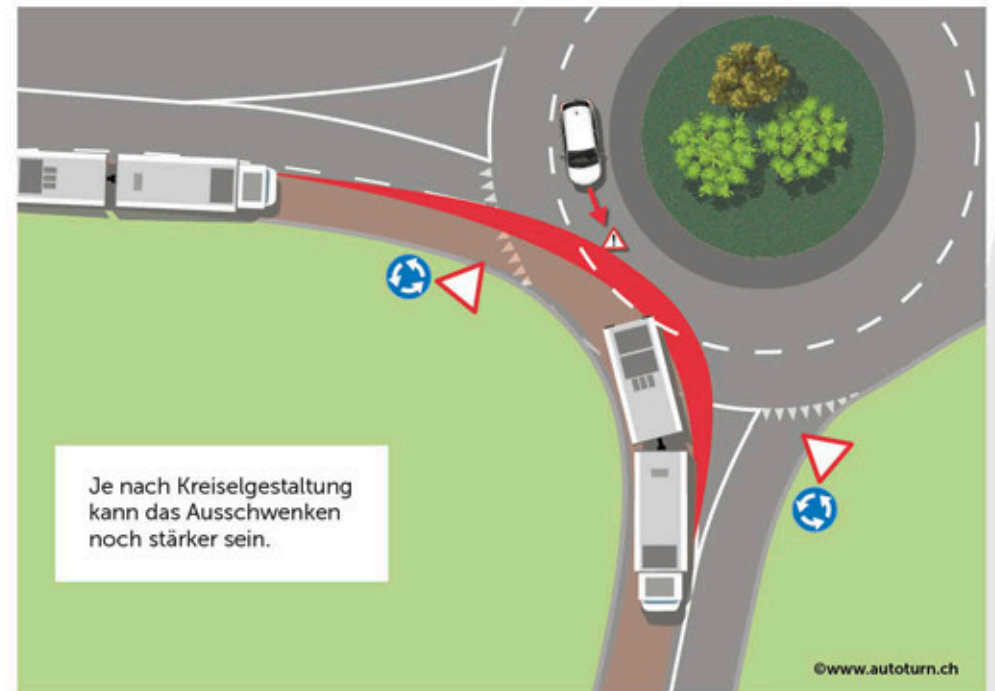 Je nach Kreiselgestaltung
kann das Ausschwenken
noch stärker sein.
©www.autoturn.ch